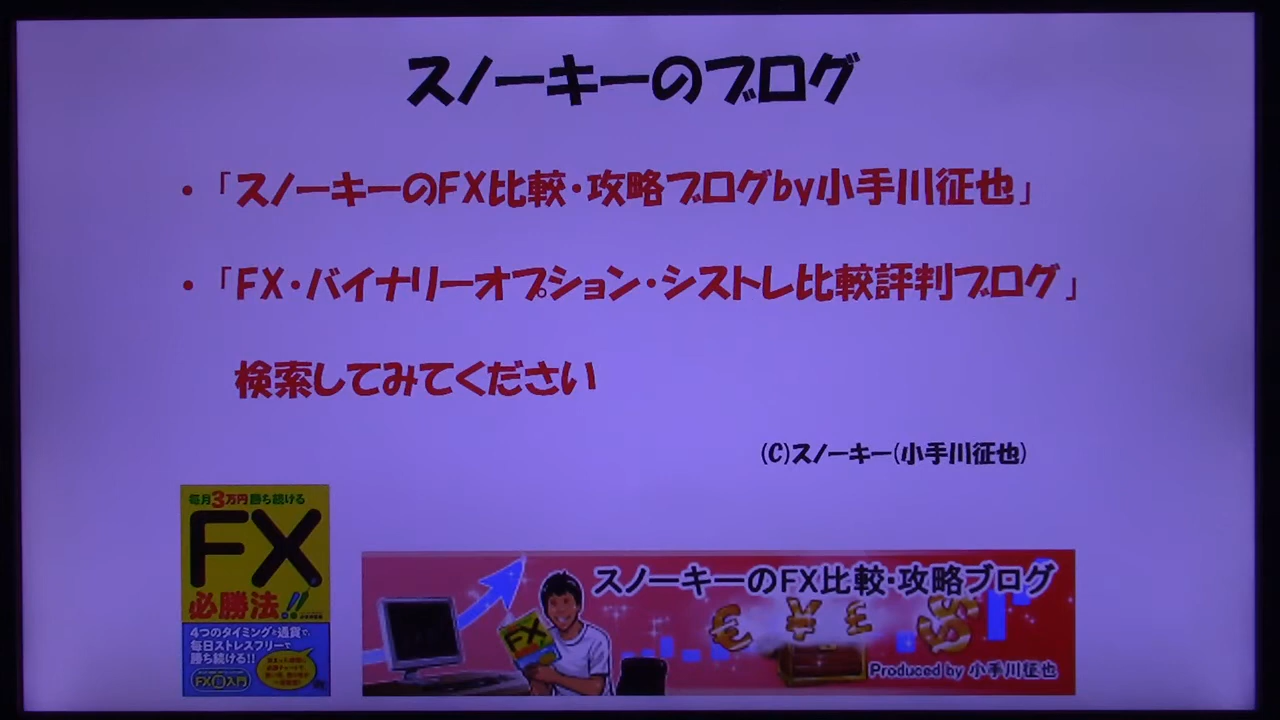 スノーキーのブログ
・「スノーキーのFX比較・攻略ブログby小手川征也」
・「FX・バイナリーオプション・シストレ比較評判ブログ」
検索してみてください
(C)スノーキー(小手川征也)
毎月3万円勝ち続ける
FX
必勝法!!
4つのタイミングと通貨で、
毎日ストレスフリーで
勝ち続ける!!
FX超入門
スノーキーのFX比較・攻略ブログ
FX
Produced by 小手川征也